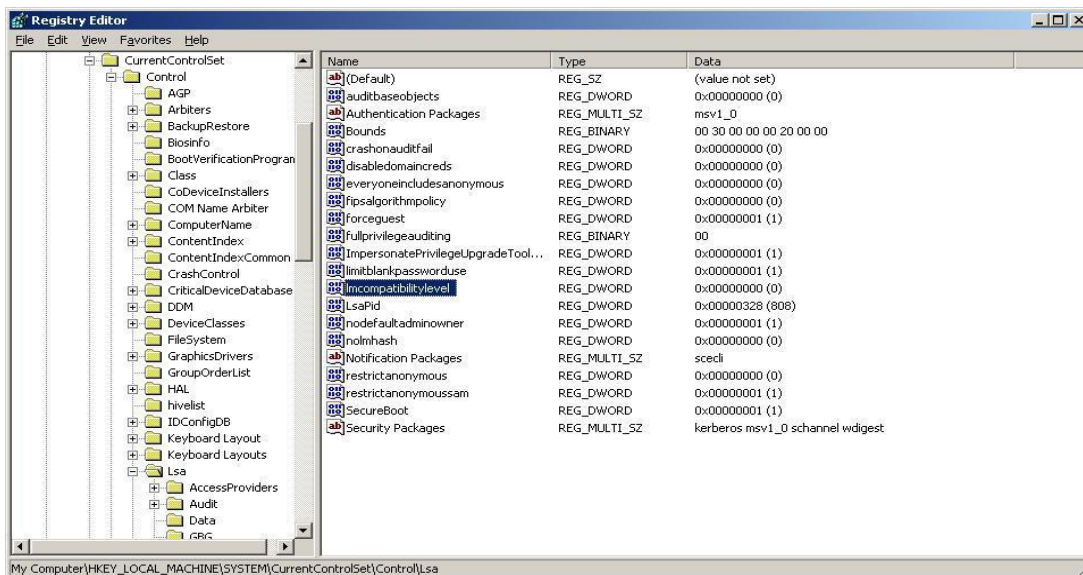 Registry Editor
File Edit View Favorites Help
CurrentControlSet
Control
AGP
Arbiters
BackupRestore
Biosinfo
BootVerificationProgran
Class
CoDeviceInstallers
COM Name Arbiter
ComputerName
ContentIndex
ContentIndexCommon
CrashControl
CriticalDeviceDatabase
DDM
DeviceClasses
FileSystem
GraphicsDrivers
GroupOrderList
HAL
hivelist
IDConfigDB
Keyboard Layout
Keyboard Layouts
Lsa
AccessProviders
Audit
Data
GBG
Name Type Data
(Default) REG_SZ (value not set)
auditbaseobjects REG_DWORD 0x00000000 (0)
Authentication Packages REG_MULTI_SZ msv1_0
Bounds REG_BINARY 00 30 00 00 00 20 00 00
crashonauditfail REG_DWORD 0x00000000 (0)
disabledomaincreds REG_DWORD 0x00000000 (0)
everyoneincludesanonymous REG_DWORD 0x00000000 (0)
fipsalgorithmpolicy REG_DWORD 0x00000000 (0)
forceguest REG_DWORD 0x00000001 (1)
fullprivilegeauditing REG_BINARY 00
ImpersonatePrivilegeUpgradeTool... REG_DWORD 0x00000001 (1)
limitblankpassworduse REG_DWORD 0x00000001 (1)
lmcompatibilitylevel REG_DWORD 0x00000000 (0)
LsaPid REG_DWORD 0x00000328 (808)
nodefaultadminowner REG_DWORD 0x00000001 (1)
nolmhash REG_DWORD 0x00000000 (0)
Notification Packages REG_MULTI_SZ scecli
restrictanonymous REG_DWORD 0x00000000 (0)
restrictanonymoussam REG_DWORD 0x00000001 (1)
SecureBoot REG_DWORD 0x00000001 (1)
Security Packages REG_MULTI_SZ kerberos msv1_0 schannel wdigest
My Computer\HKEY_LOCAL_MACHINE\SYSTEM\CurrentControlSet\Control\Lsa